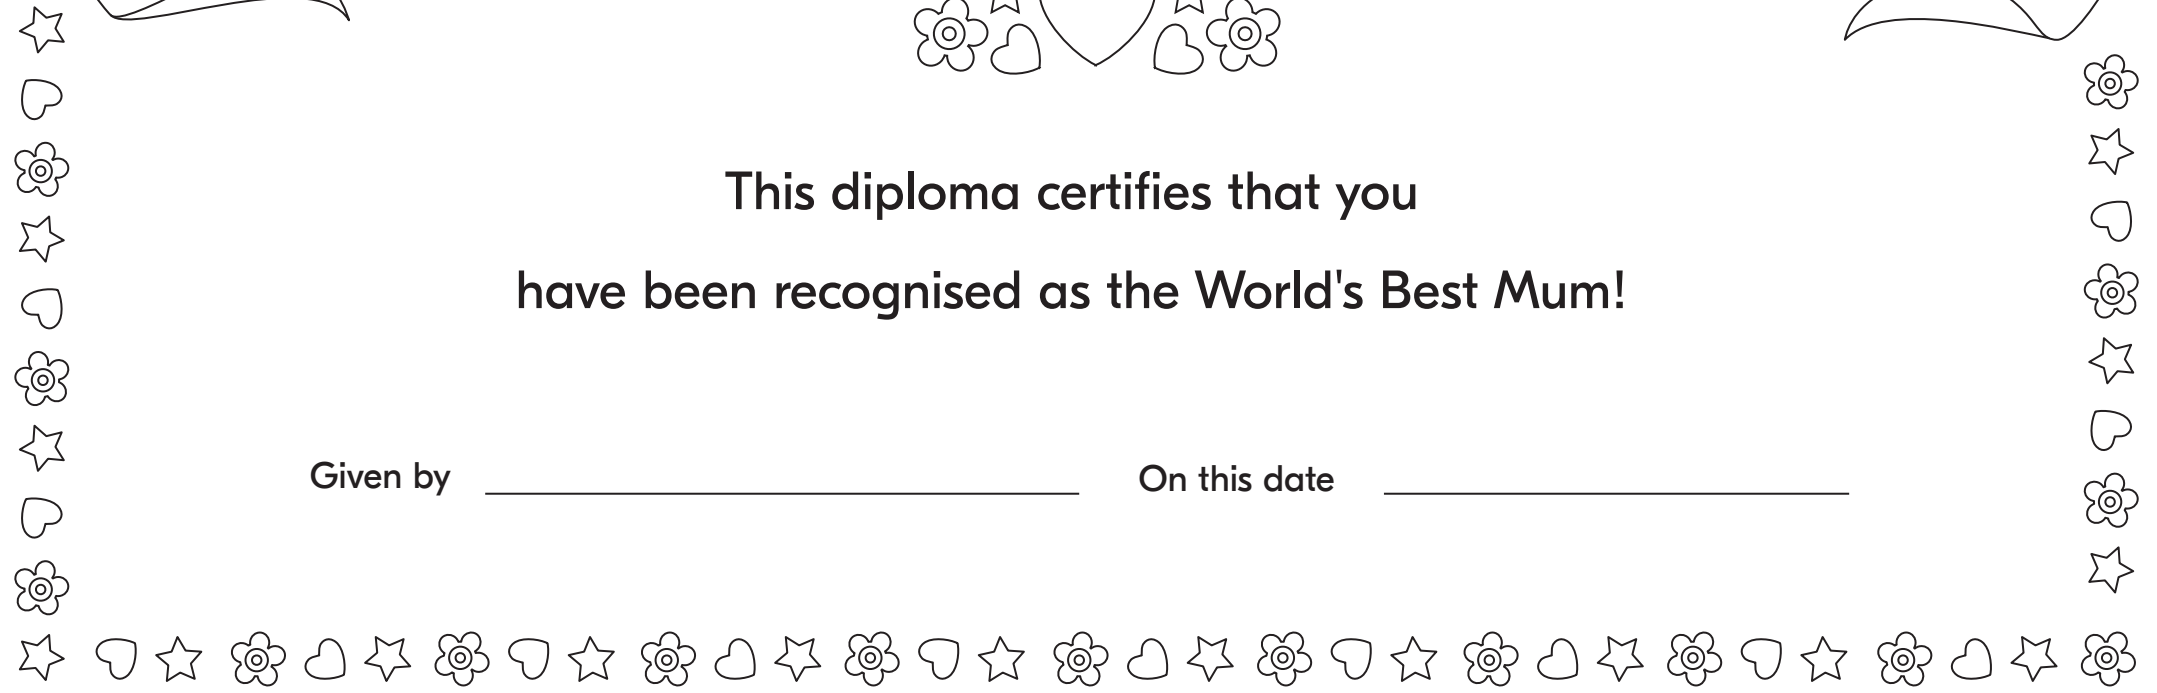 This diploma certifies that you
have been recognised as the World's Best Mum!
Given by On this date